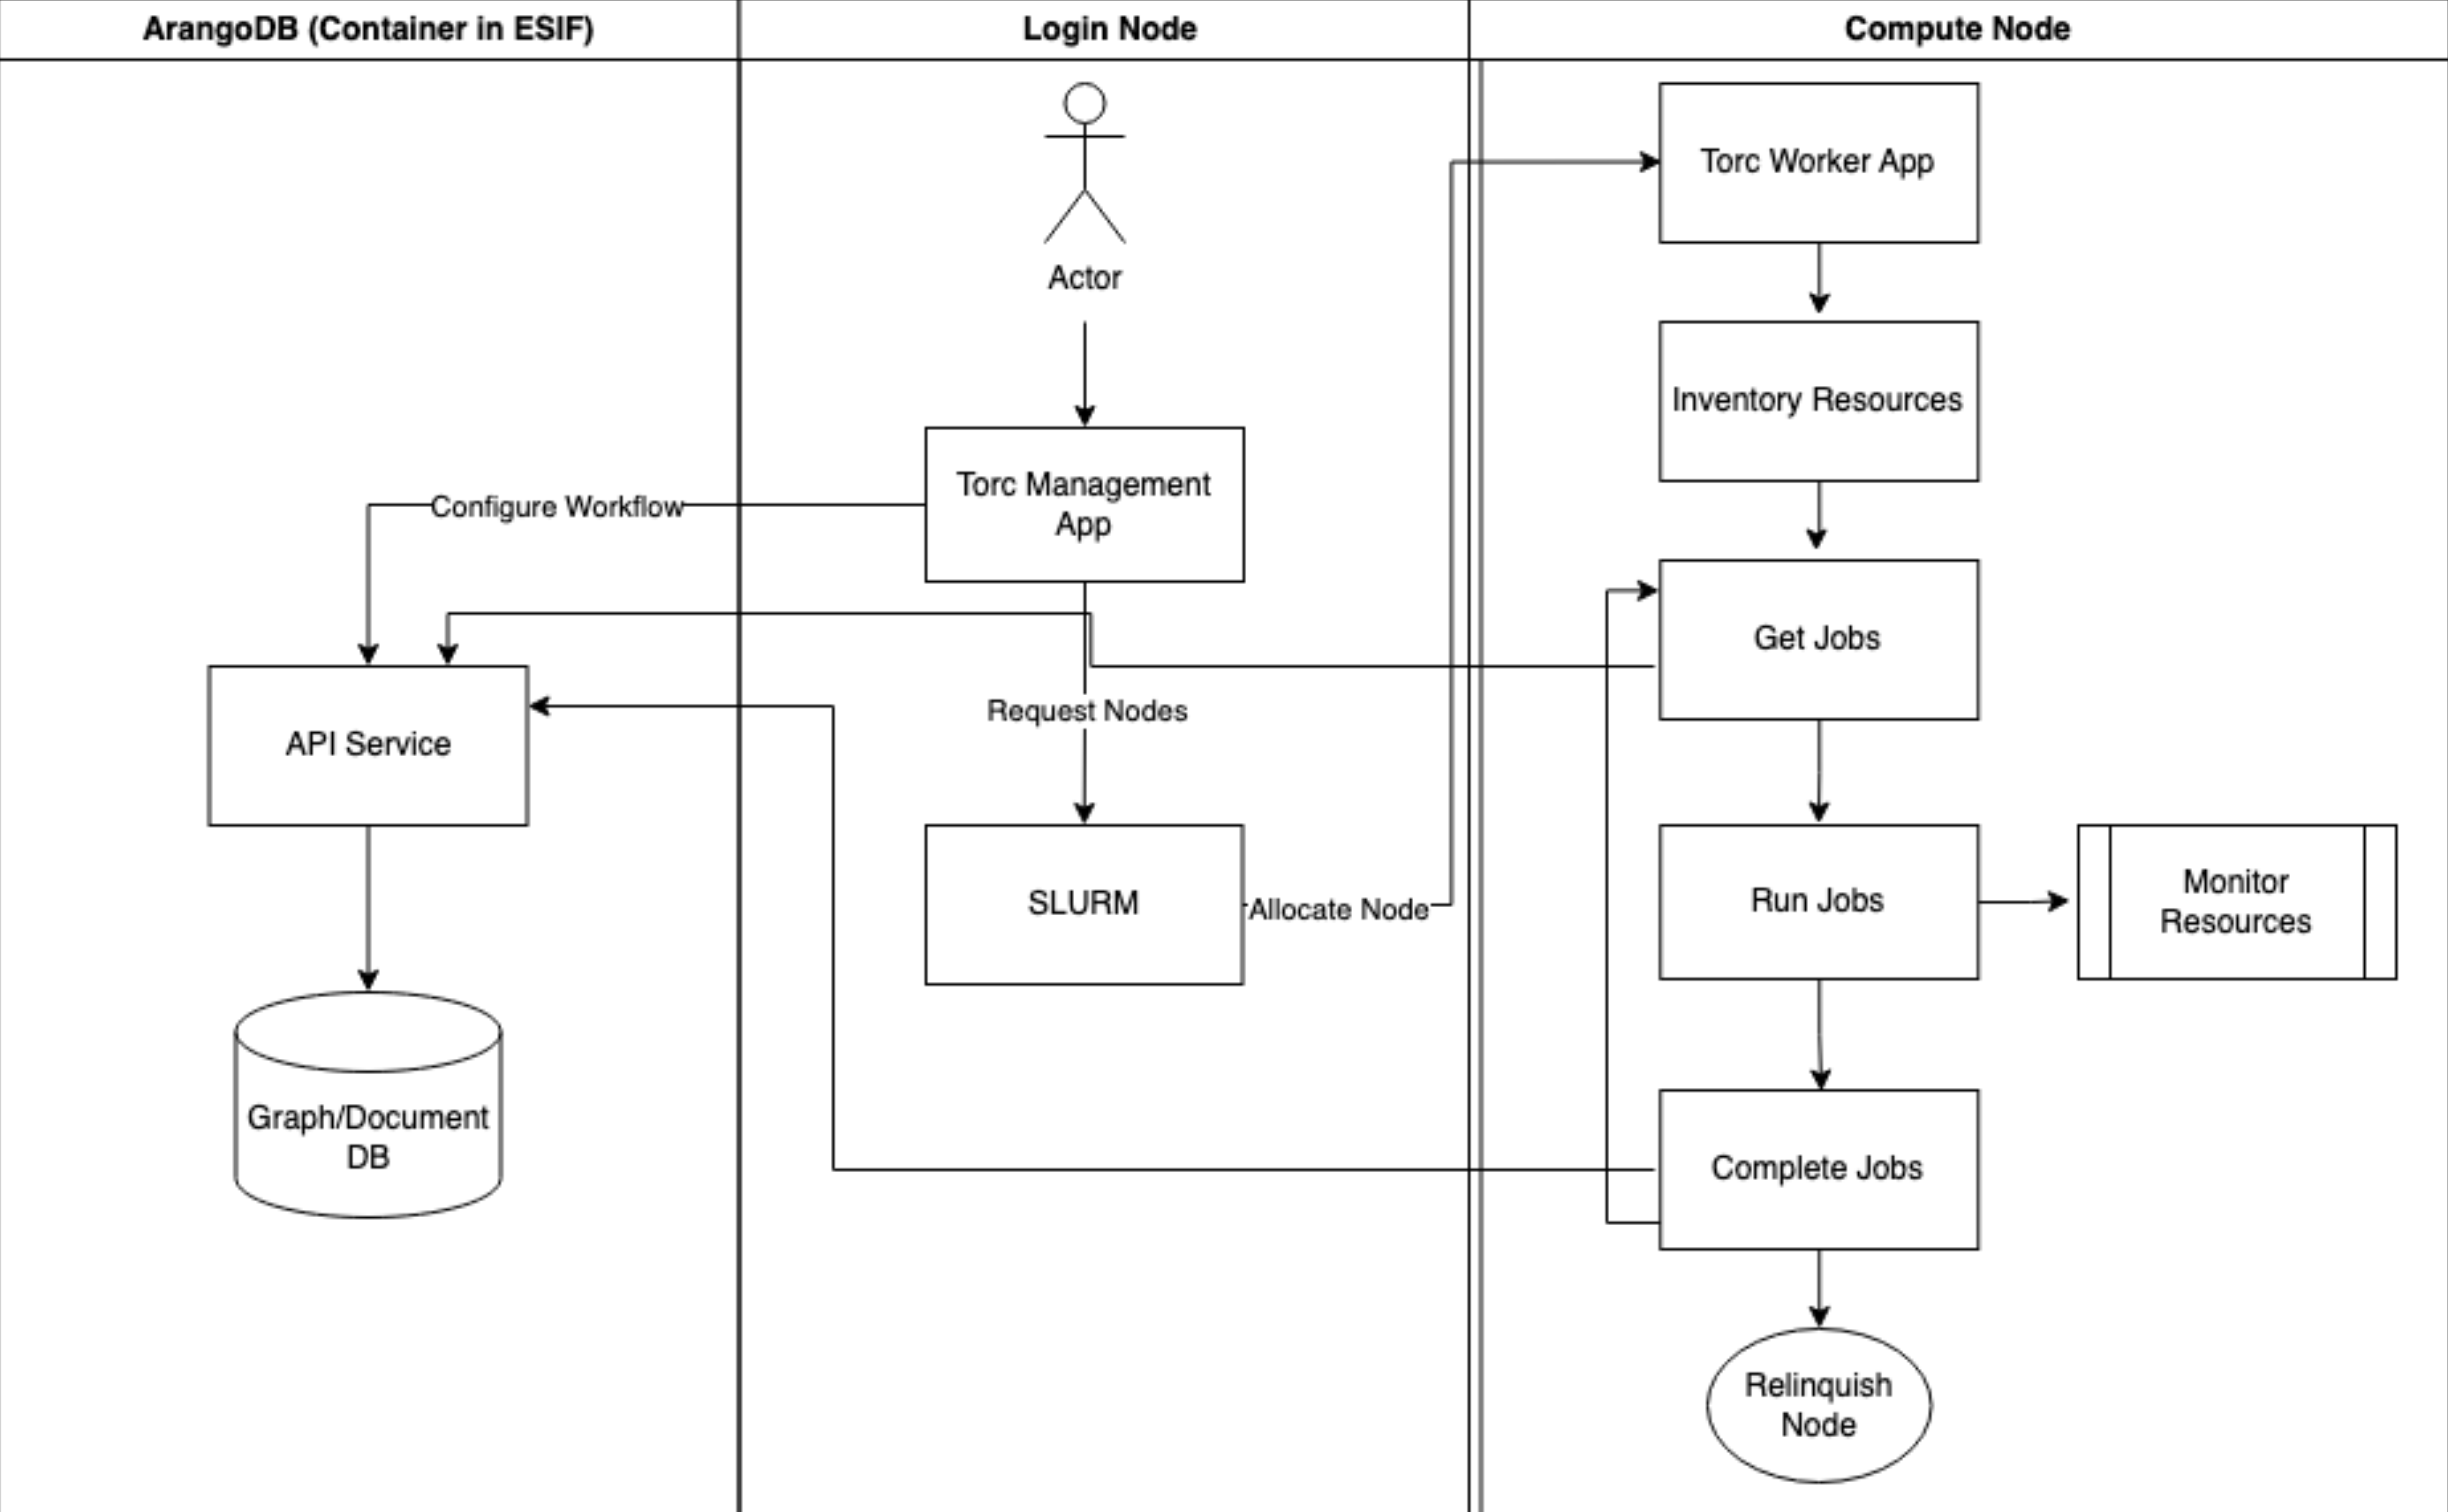 ArangoDB (Container in ESIF)
Login Node
Compute Node
Actor
Torc Management
App
Configure Workflow
Request Nodes
API Service
SLURM
Allocate Node
Graph/Document
DB
Torc Worker App
Inventory Resources
Get Jobs
Run Jobs
Monitor
Resources
Complete Jobs
Relinquish
Node